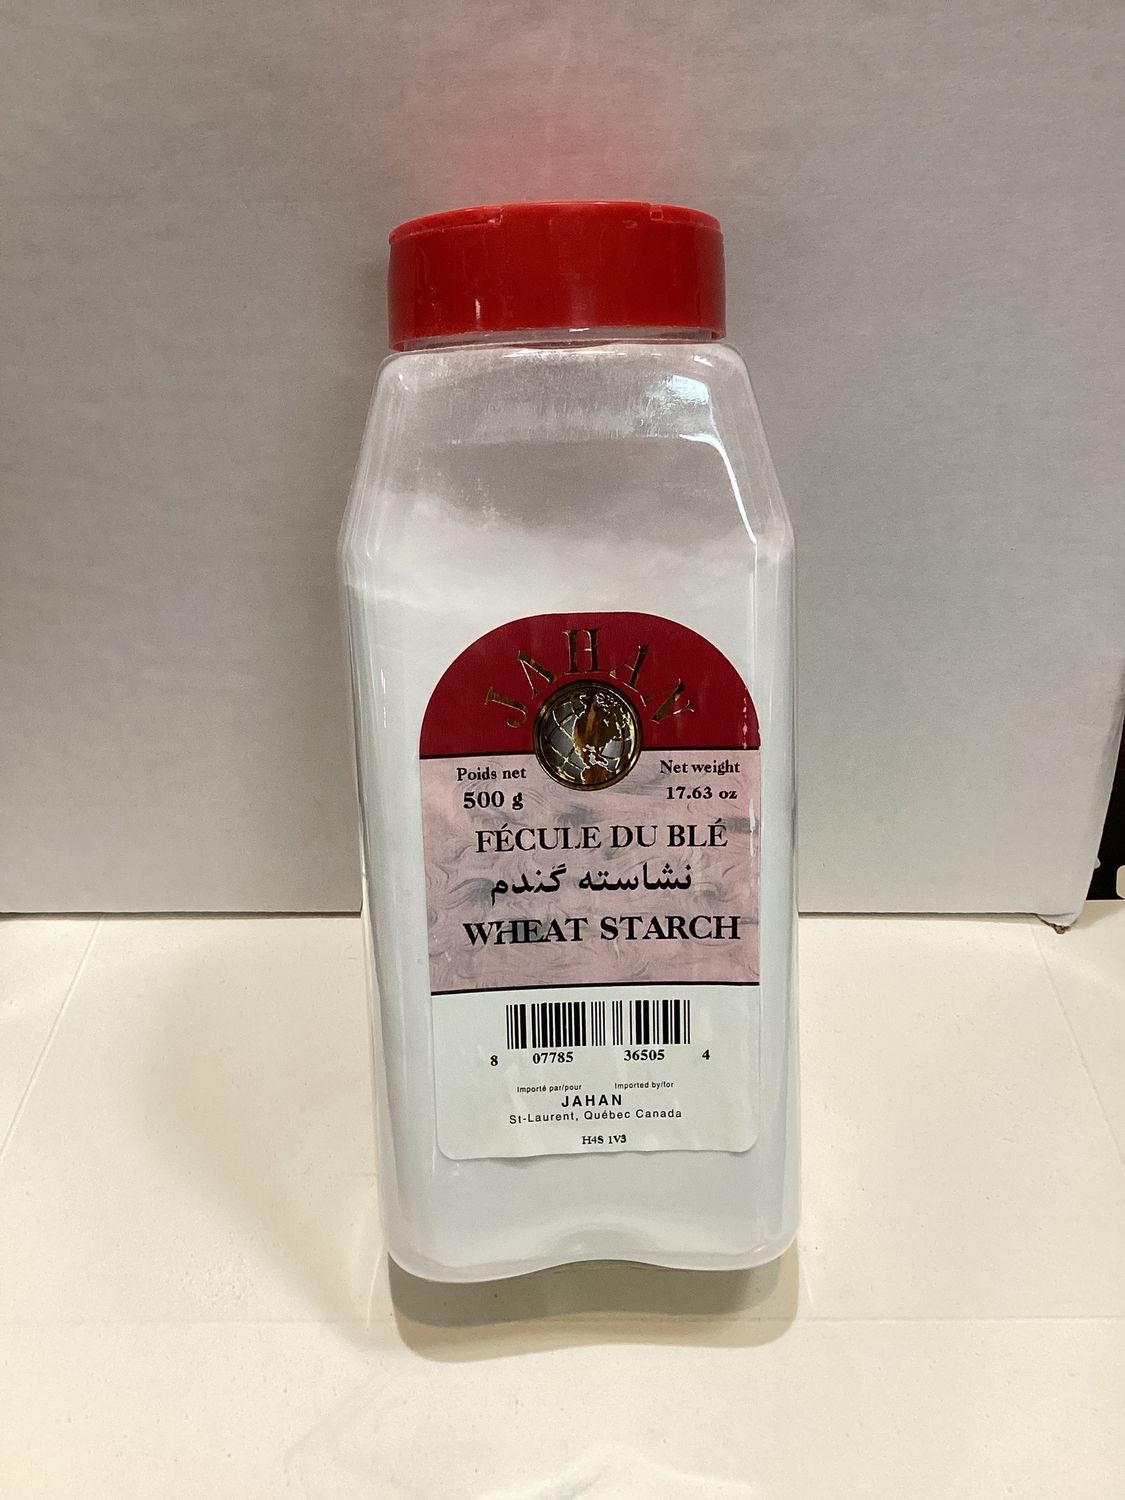 JAHAN
Poids net Net weight
500 g 17.63 oz
FÉCULE DU BLÉ
نشاسته گندم
WHEAT STARCH
8 07785 36505 4
Importé par/pour Imported by/for
JAHAN
St-Laurent, Québec Canada
H4S 1V3